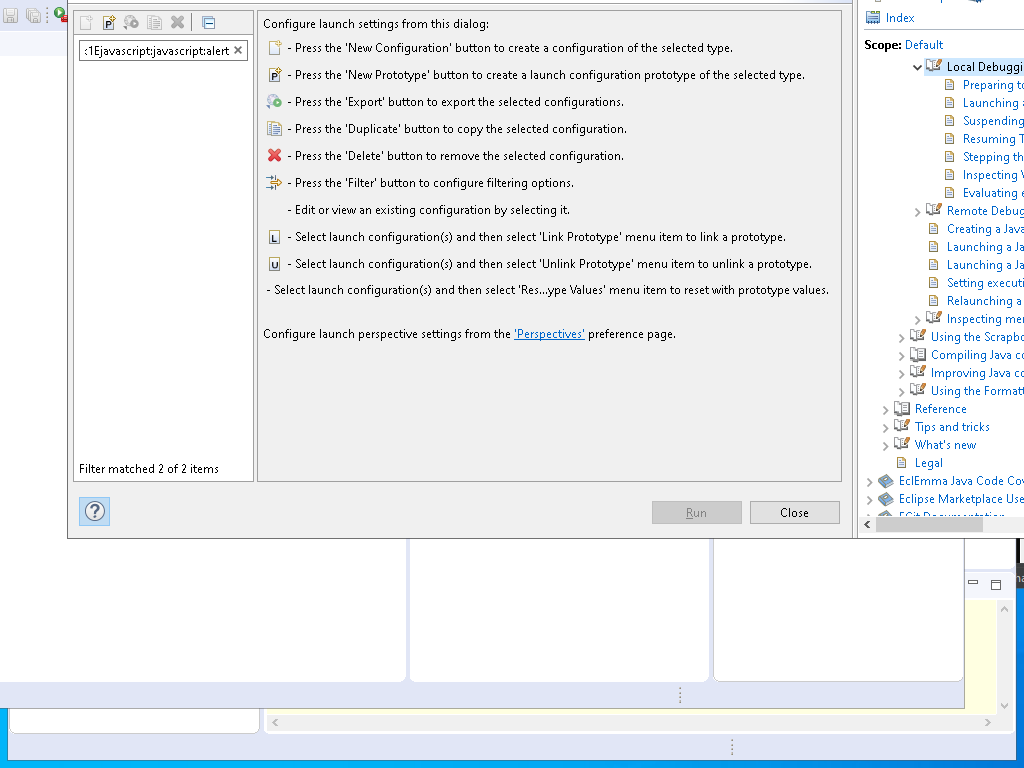 :1Ejavascript:javascript:alert
Filter matched 2 of 2 items
Configure launch settings from this dialog:
- Press the 'New Configuration' button to create a configuration of the selected type.
P - Press the 'New Prototype' button to create a launch configuration prototype of the selected type.
- Press the 'Export' button to export the selected configurations.
- Press the 'Duplicate' button to copy the selected configuration.
- Press the 'Delete' button to remove the selected configuration.
- Press the 'Filter' button to configure filtering options.
- Edit or view an existing configuration by selecting it.
L - Select launch configuration(s) and then select 'Link Prototype' menu item to link a prototype.
U - Select launch configuration(s) and then select 'Unlink Prototype' menu item to unlink a prototype.
- Select launch configuration(s) and then select 'Res...ype Values' menu item to reset with prototype values.
Configure launch perspective settings from the 'Perspectives' preference page.
Run
Close
Index
Scope: Default
Local Debuggi
Preparing to
Launching a
Suspending
Resuming T
Stepping th
Inspecting V
Evaluating e
Remote Debug
Creating a Java
Launching a Ja
Launching a Ja
Setting executi
Relaunching a
Inspecting mer
Using the Scrapbo
Compiling Java co
Improving Java co
Using the Formatt
Reference
Tips and tricks
What's new
Legal
EclEmma Java Code Cov
Eclipse Marketplace Use
EGit Documentation